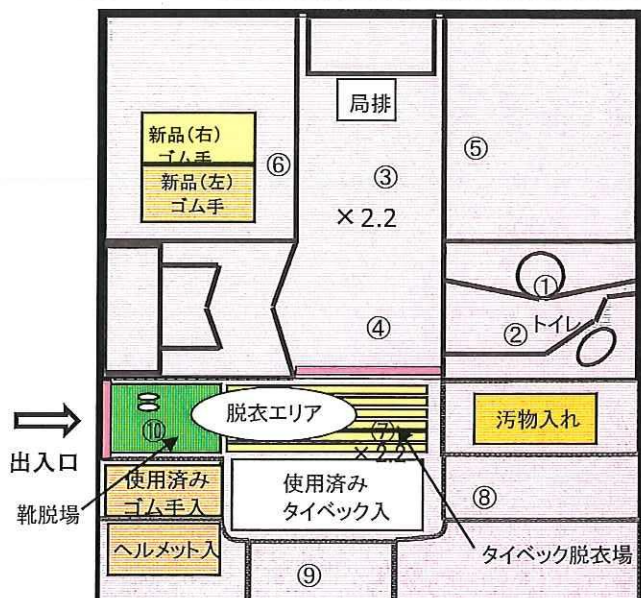 局排
新品(右)
ゴム手
新品(左)
ゴム手
⑥
③
×2.2
⑤
④
①
②
トイレ
出入口
⑩
脱衣エリア
⑦
×2.2
汚物入れ
靴脱場
使用済み
ゴム手入
使用済み
タイベック入
⑧
ヘルメット入
⑨
タイベック脱衣場